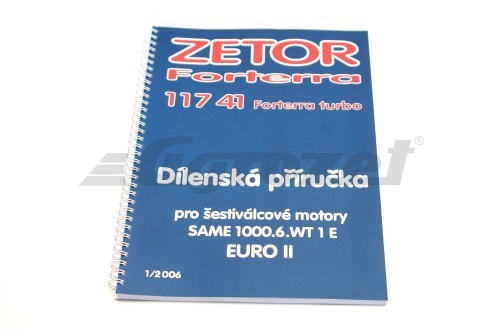 ZETOR
Forterra
117 41 Forterra turbo
Dílenská příručka
pro šestiválcové motory
SAME 1000.6.WT 1 E
EURO II
1/2006